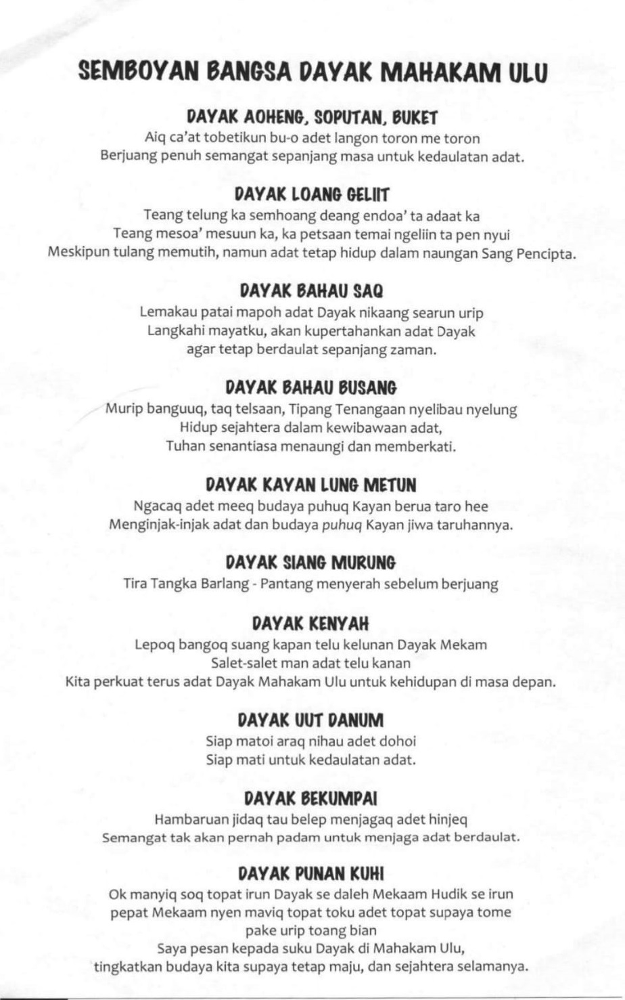 SEMBOYAN BANGSA DAYAK MAHAKAM ULU
DAYAK AOHENG, SOPUTAN, BUKET
Aiq ca'at tobetikun bu-o adet langon toron me toron
Berjuang penuh semangat sepanjang masa untuk kedaulatan adat.
DAYAK LOANG GELIIT
Teang telung ka semhoang deang endoa' ta adaat ka
Teang mesoa' mesuun ka, ka petsaan temai ngeliin ta pen nyui
Meskipun tulang memutih, namun adat tetap hidup dalam naungan Sang Pencipta.
DAYAK BAHAU SAQ
Lemakau patai mapoh adat Dayak nikaang searun urip
Langkahi mayatku, akan kupertahankan adat Dayak
agar tetap berdaulat sepanjang zaman.
DAYAK BAHAU BUSANG
Murip banguuq, taq telsaan, Tipang Tenangaan nyelibau nyelung
Hidup sejahtera dalam kewibawaan adat,
Tuhan senantiasa menaungi dan memberkati.
DAYAK KAYAN LUNG METUN
Ngacaq adet meeq budaya puhuq Kayan berua taro hee
Menginjak-injak adat dan budaya puhuq Kayan jiwa taruhannya.
DAYAK SIANG MURUNG
Tira Tangka Barlang - Pantang menyerah sebelum berjuang
DAYAK KENYAH
Lepoq bangoq suang kapan telu kelunan Dayak Mekam
Salet-salet man adat telu kanan
Kita perkuat terus adat Dayak Mahakam Ulu untuk kehidupan di masa depan.
DAYAK UUT DANUM
Siap matoi araq nihau adet dohoi
Siap mati untuk kedaulatan adat.
DAYAK BEKUMPAI
Hambaruan jidaq tau belep menjagaq adet hinjeq
Semangat tak akan pernah padam untuk menjaga adat berdaulat.
DAYAK PUNAN KUHI
Ok manyiq soq topat irun Dayak se daleh Mekaam Hudik se irun
pepat Mekaam nyen maviq topat toku adet topat supaya tome
pake urip toang bian
Saya pesan kepada suku Dayak di Mahakam Ulu,
tingkatkan budaya kita supaya tetap maju, dan sejahtera selamanya.